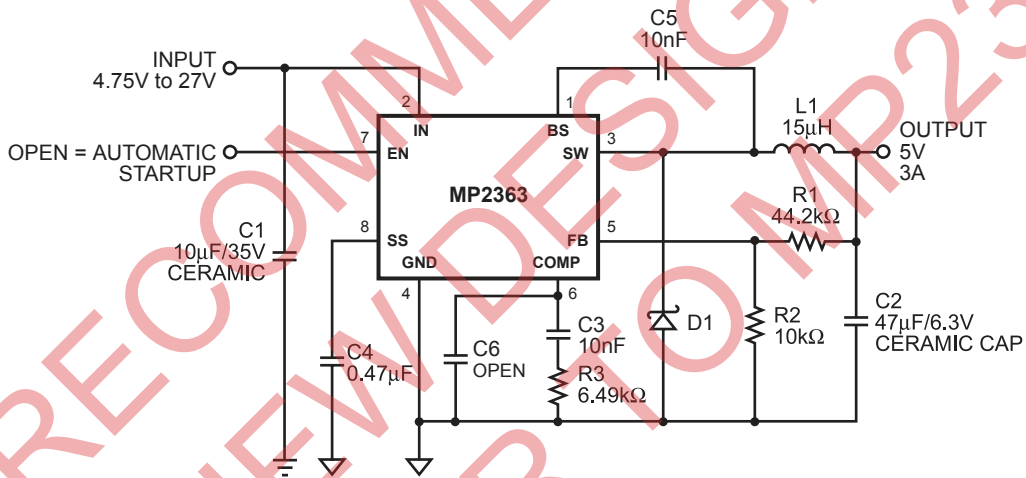 C5
10nF
INPUT
4.75V to 27V
2
1
L1
15µH
IN
BS
7
3
OUTPUT
5V
3A
OPEN = AUTOMATIC
STARTUP
EN
SW
MP2363
R1
44.2kΩ
8
5
C1
10µF/35V
CERAMIC
SS
FB
GND
COMP
4
6
C3
10nF
D1
R2
10kΩ
C2
47µF/6.3V
CERAMIC CAP
C4
0.47µF
C6
OPEN
R3
6.49kΩ